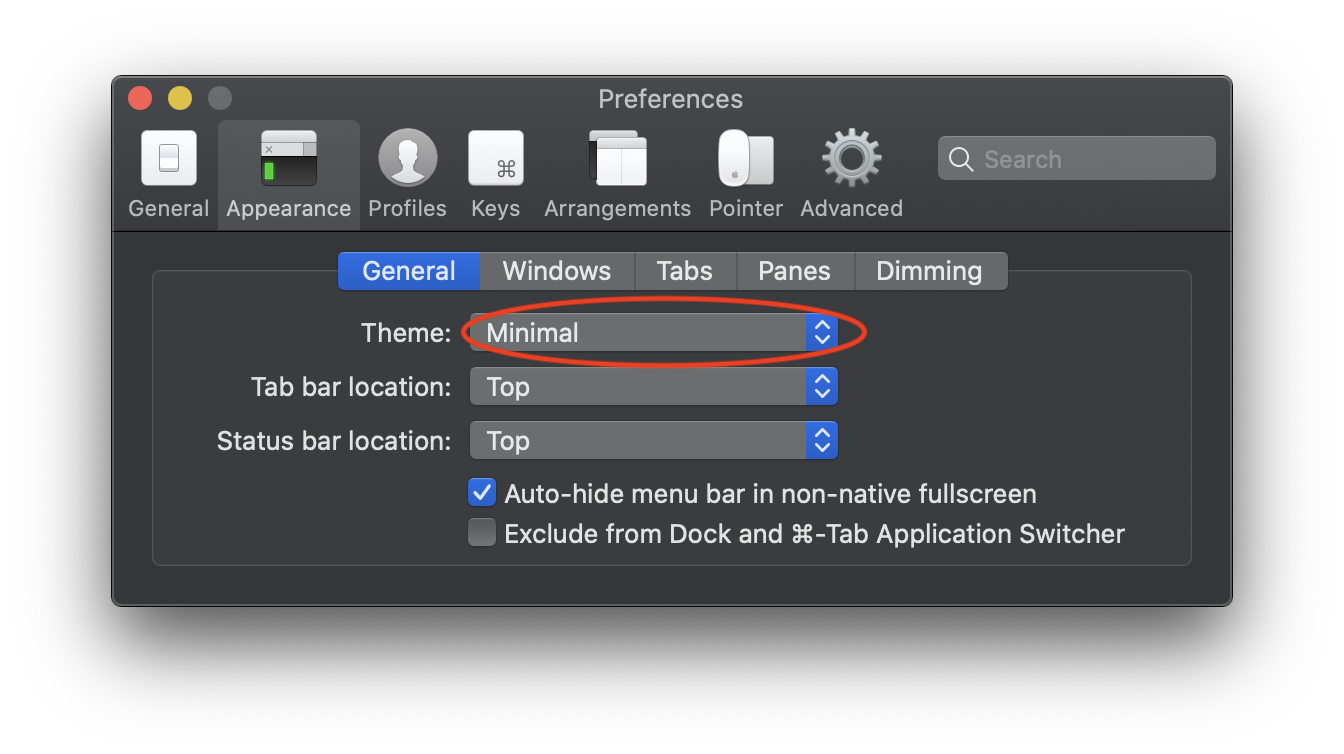 Preferences
General Appearance Profiles Keys Arrangements Pointer Advanced Search
General Windows Tabs Panes Dimming
Theme: Minimal
Tab bar location: Top
Status bar location: Top
Auto-hide menu bar in non-native fullscreen
Exclude from Dock and ⌘-Tab Application Switcher